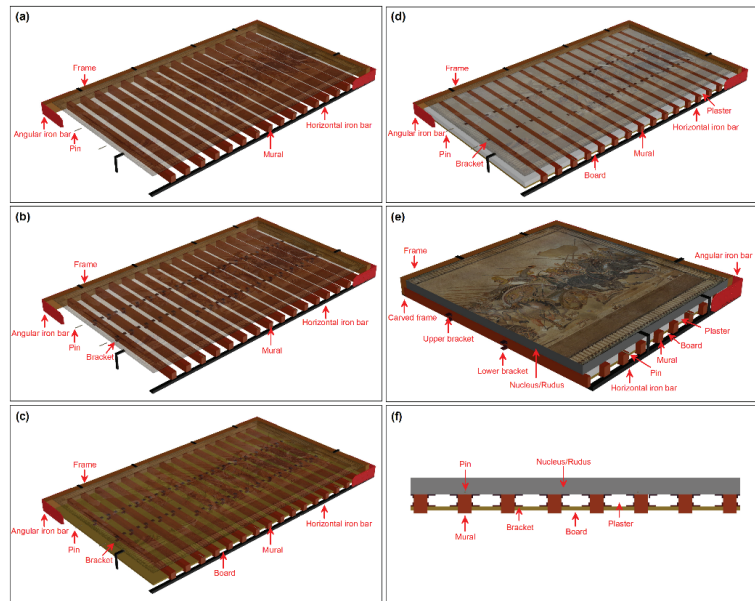 (a)
Frame
Angular iron bar
Pin
Horizontal iron bar
Mural
(b)
Frame
Angular iron bar
Pin
Bracket
Horizontal iron bar
Mural
(c)
Frame
Angular iron bar
Pin
Bracket
Horizontal iron bar
Mural
Board
(d)
Frame
Angular iron bar
Pin
Bracket
Plaster
Horizontal iron bar
Mural
Board
(e)
Frame
Angular iron bar
Carved frame
Upper bracket
Lower bracket
Nucleus/Rudus
Plaster
Board
Mural
Pin
Horizontal iron bar
(f)
Pin
Nucleus/Rudus
Bracket
Plaster
Mural
Board